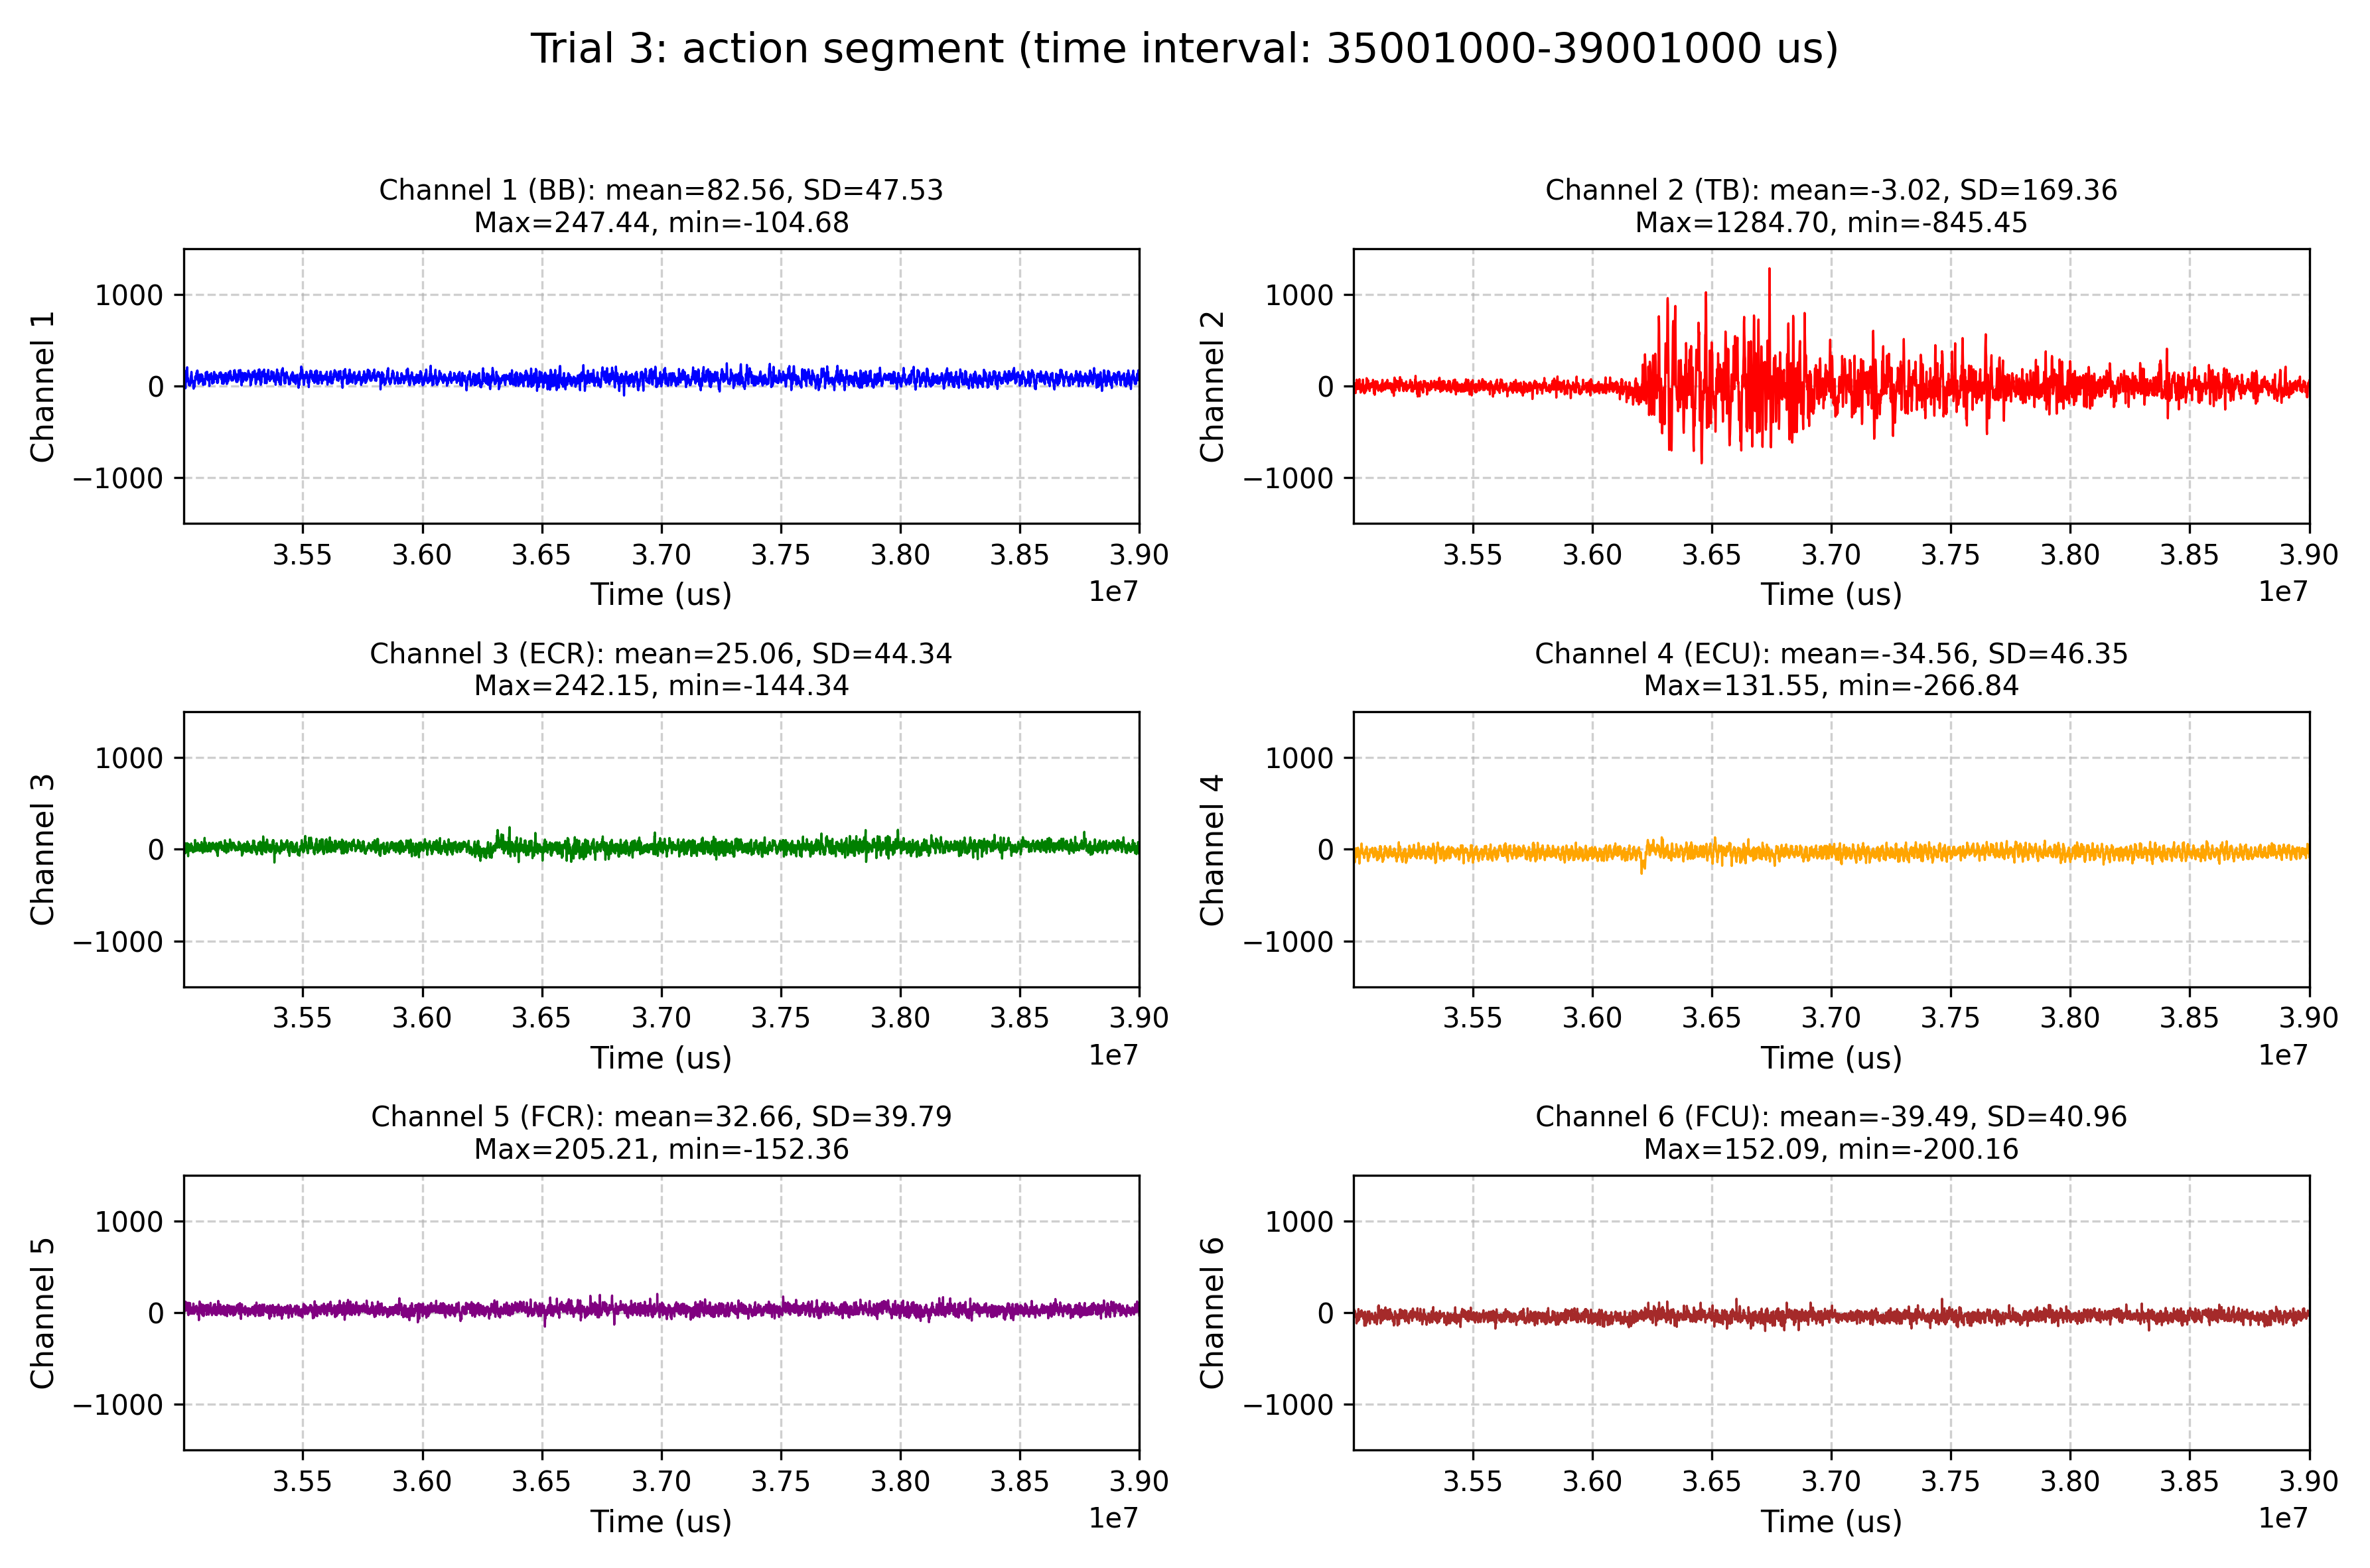 Trial 3: action segment (time interval: 35001000-39001000 us)
Channel 1 (BB): mean=82.56, SD=47.53
Max=247.44, min=-104.68
Channel 1
1000
0
−1000
3.55 3.60 3.65 3.70 3.75 3.80 3.85 3.90
1e7
Time (us)
Channel 2 (TB): mean=-3.02, SD=169.36
Max=1284.70, min=-845.45
Channel 2
1000
0
−1000
3.55 3.60 3.65 3.70 3.75 3.80 3.85 3.90
1e7
Time (us)
Channel 3 (ECR): mean=25.06, SD=44.34
Max=242.15, min=-144.34
Channel 3
1000
0
−1000
3.55 3.60 3.65 3.70 3.75 3.80 3.85 3.90
1e7
Time (us)
Channel 4 (ECU): mean=-34.56, SD=46.35
Max=131.55, min=-266.84
Channel 4
1000
0
−1000
3.55 3.60 3.65 3.70 3.75 3.80 3.85 3.90
1e7
Time (us)
Channel 5 (FCR): mean=32.66, SD=39.79
Max=205.21, min=-152.36
Channel 5
1000
0
−1000
3.55 3.60 3.65 3.70 3.75 3.80 3.85 3.90
1e7
Time (us)
Channel 6 (FCU): mean=-39.49, SD=40.96
Max=152.09, min=-200.16
Channel 6
1000
0
−1000
3.55 3.60 3.65 3.70 3.75 3.80 3.85 3.90
1e7
Time (us)